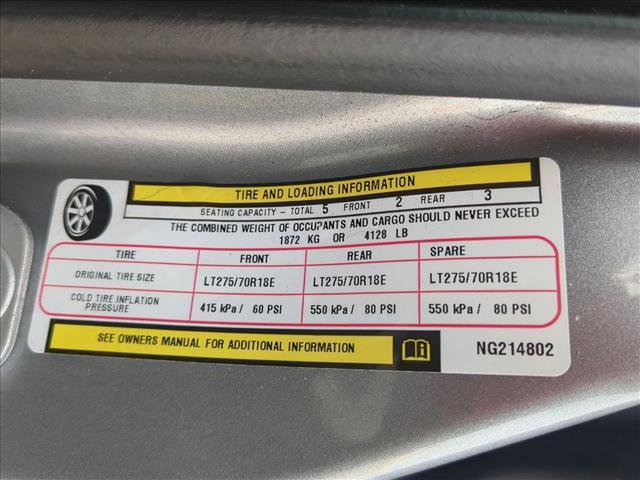 TIRE AND LOADING INFORMATION
SEATING CAPACITY - TOTAL 5 FRONT 2 REAR 3
THE COMBINED WEIGHT OF OCCUPANTS AND CARGO SHOULD NEVER EXCEED
1872 KG OR 4128 LB
TIRE FRONT REAR SPARE
ORIGINAL TIRE SIZE LT275/70R18E LT275/70R18E LT275/70R18E
COLD TIRE INFLATION
PRESSURE 415 kPa / 60 PSI 550 kPa / 80 PSI 550 kPa / 80 PSI
SEE OWNERS MANUAL FOR ADDITIONAL INFORMATION NG214802